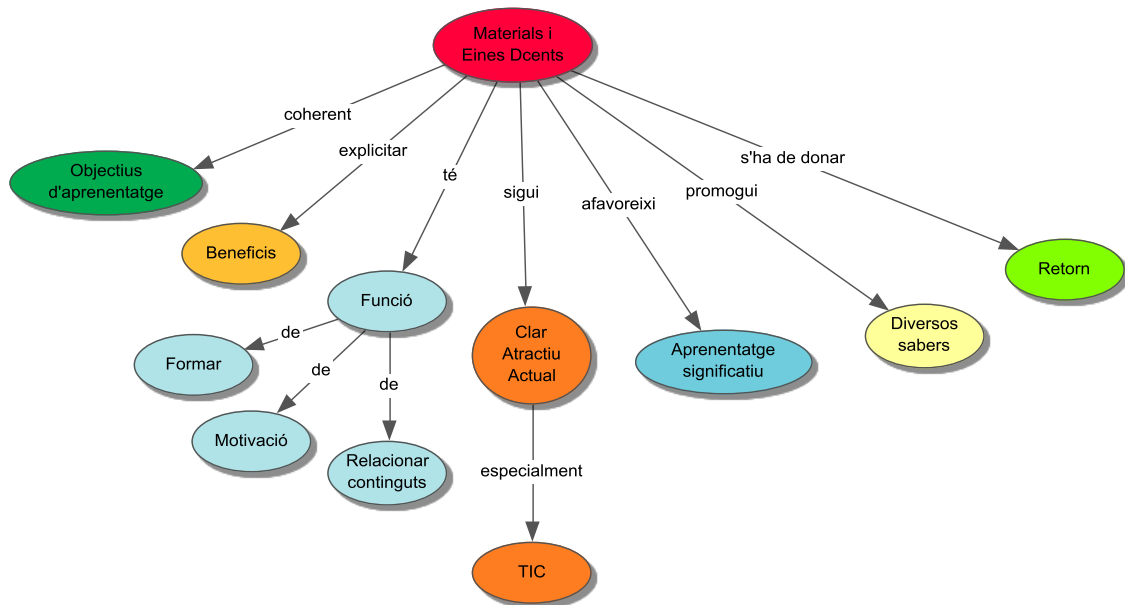 Materials i
Eines Dcents
coherent
explicitar
té
sigui
afavoreixi
promogui
s'ha de donar
Objectius
d'aprenentatge
Beneficis
Funció
Clar
Atractiu
Actual
Aprenentatge
significatiu
Diversos
sabers
Retorn
de
de
de
Formar
Motivació
Relacionar
continguts
especialment
TIC